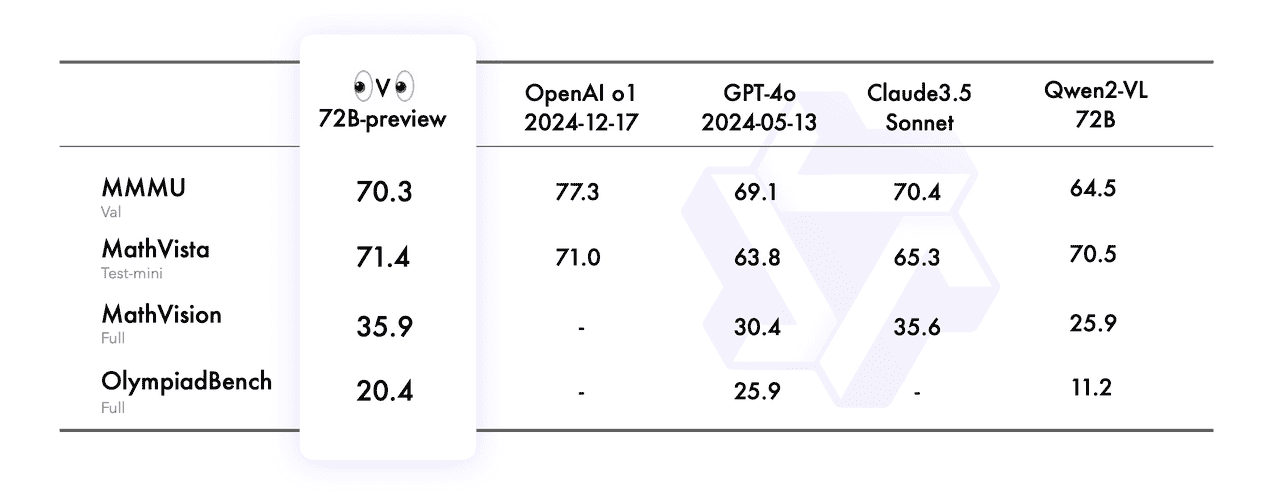 👀V👀
72B-preview
OpenAI o1
2024-12-17
GPT-4o
2024-05-13
Claude3.5
Sonnet
Qwen2-VL
72B
MMMU 70.3 77.3 69.1 70.4 64.5
Val
MathVista 71.4 71.0 63.8 65.3 70.5
Test-mini
MathVision 35.9 - 30.4 35.6 25.9
Full
OlympiadBench 20.4 - 25.9 - 11.2
Full